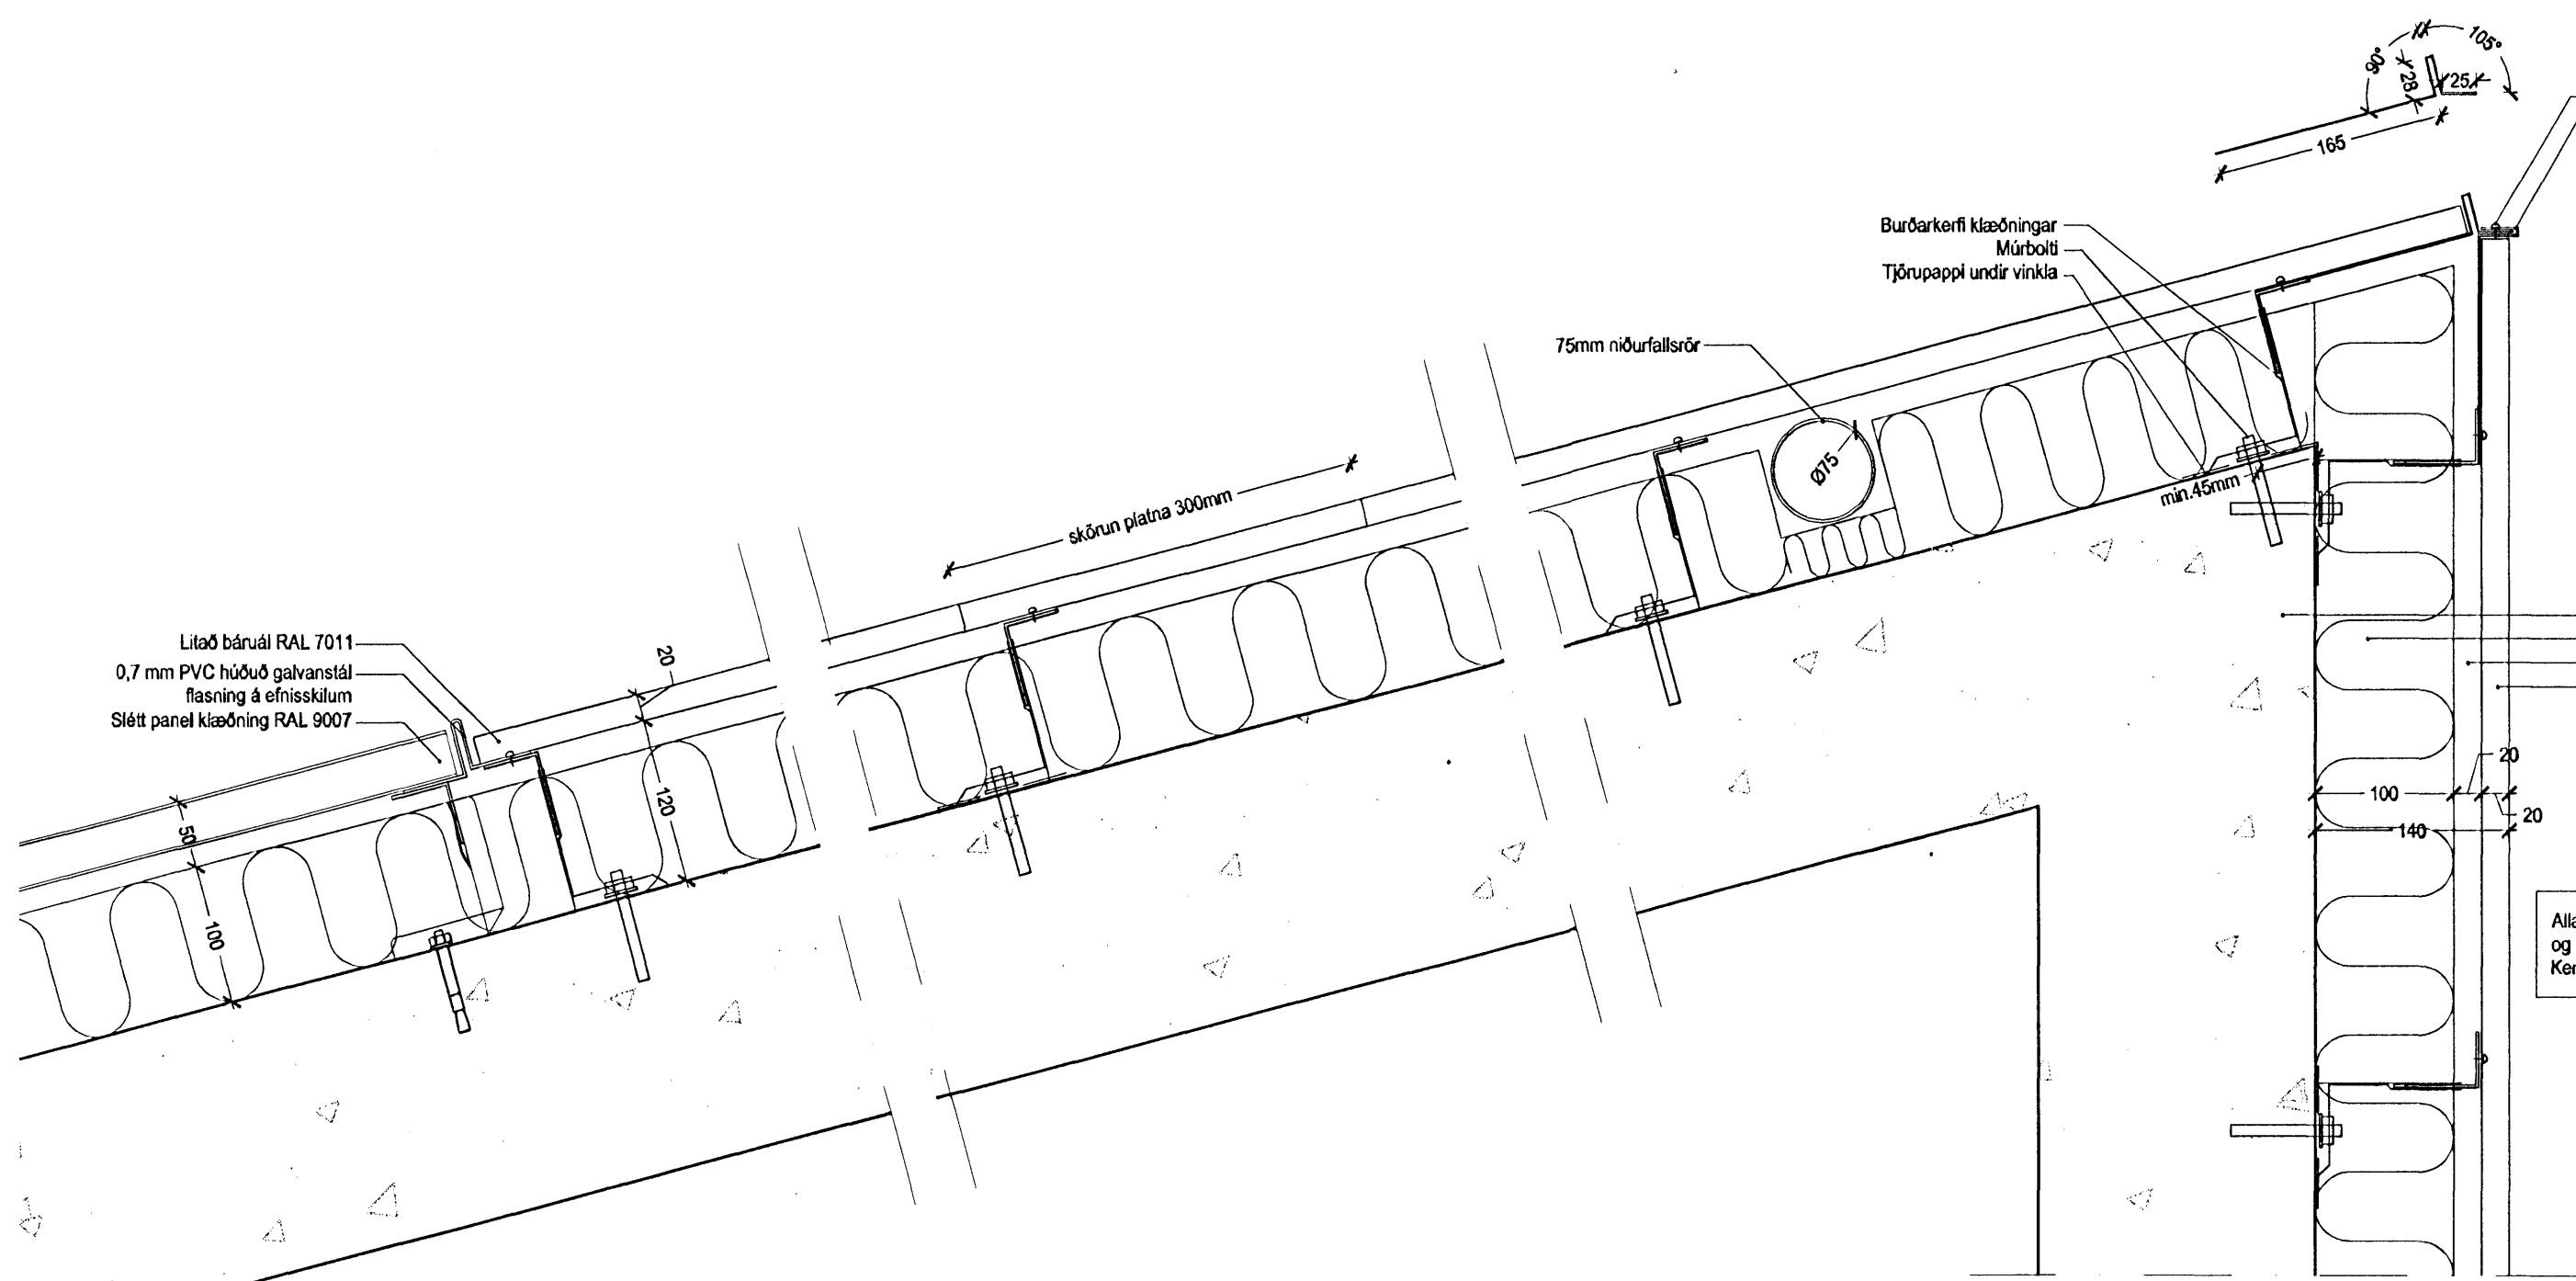 90°
105°
28
25
165
Burðarkerfi klæðningar
Múrbolti
Tjörupappi undir vinkla
75mm niðurfallsrör
Ø75
min.45mm
skörun platna 300mm
Litað báruál RAL 7011
0,7 mm PVC húðuð galvanstál
flasning á efnisskilum
Slétt panel klæðning RAL 9007
20
120
50
100
20
100
20
140
og